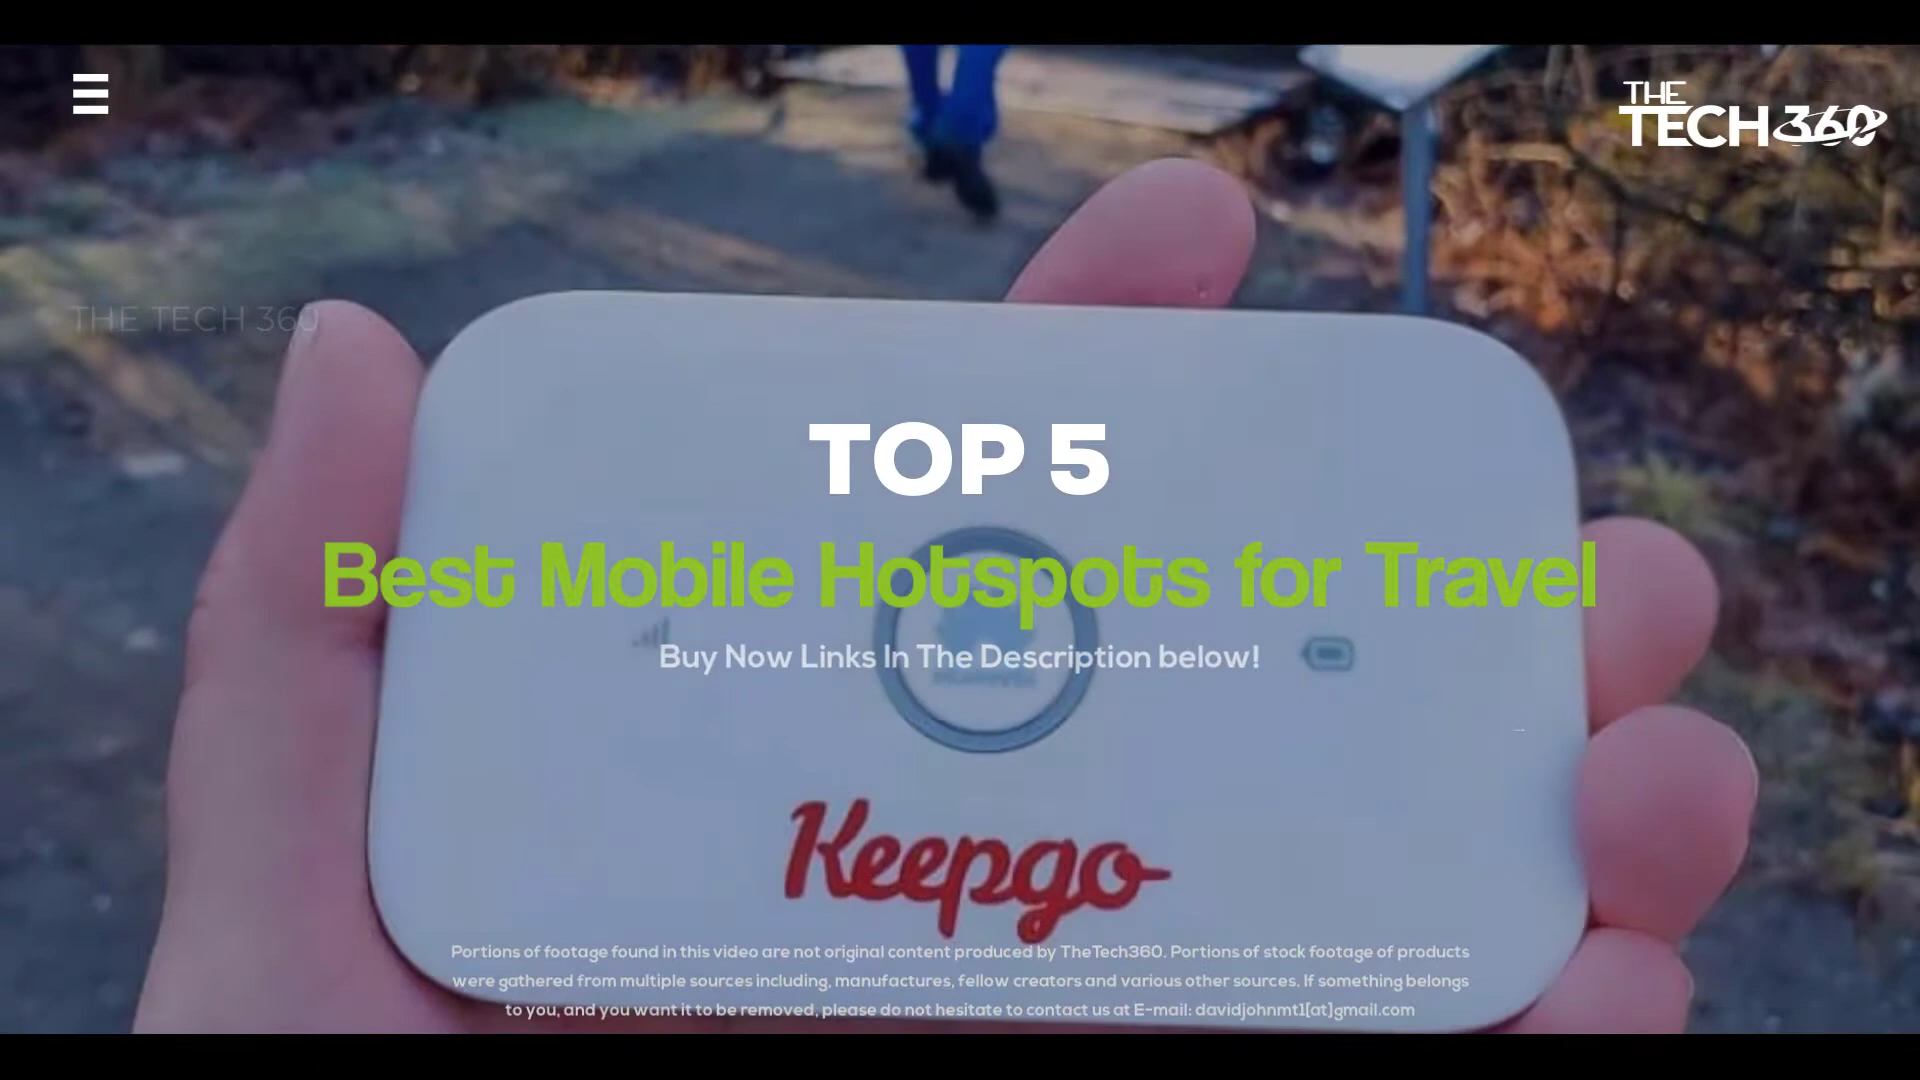 THE
TECH 360
THE TECH 360
TOP 5
Best Mobile Hotspots for Travel
Buy Now Links In The Description below!
HUAWEI
Keepgo
Portions of footage found in this video are not original content produced by TheTech360. Portions of stock footage of products
were gathered from multiple sources including, manufactures, fellow creators and various other sources. If something belongs
to you, and you want it to be removed, please do not hesitate to contact us at E-mail: davidjohnmt1[at]gmail.com